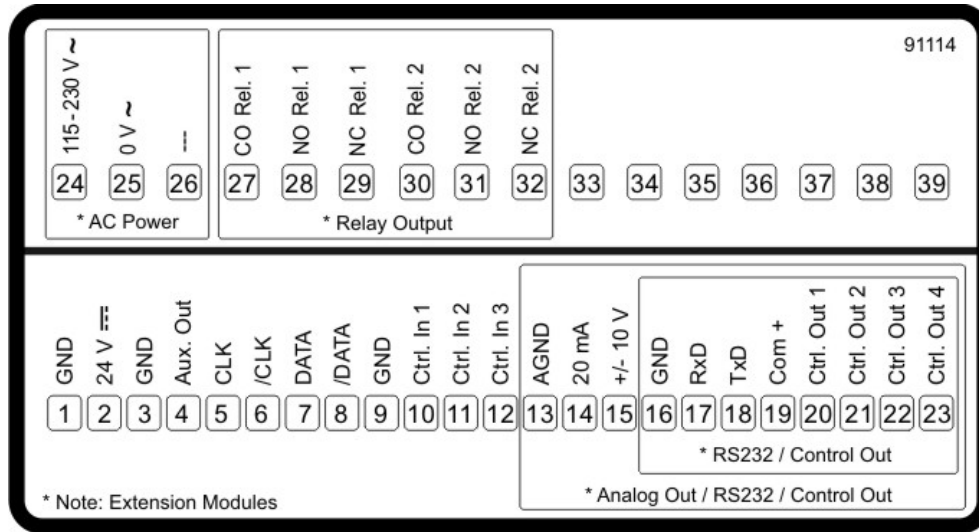 91114
115 - 230 V ~
0 V ~
---
CO Rel. 1
NO Rel. 1
NC Rel. 1
CO Rel. 2
NO Rel. 2
NC Rel. 2
24 25 26 27 28 29 30 31 32 33 34 35 36 37 38 39
* AC Power
* Relay Output
GND
24 V ⎓
GND
Aux. Out
CLK
/CLK
DATA
/DATA
GND
Ctrl. In 1
Ctrl. In 2
Ctrl. In 3
AGND
20 mA
+/- 10 V
GND
RxD
TxD
Com +
Ctrl. Out 1
Ctrl. Out 2
Ctrl. Out 3
Ctrl. Out 4
1 2 3 4 5 6 7 8 9 10 11 12 13 14 15 16 17 18 19 20 21 22 23
* RS232 / Control Out
* Analog Out / RS232 / Control Out
* Note: Extension Modules